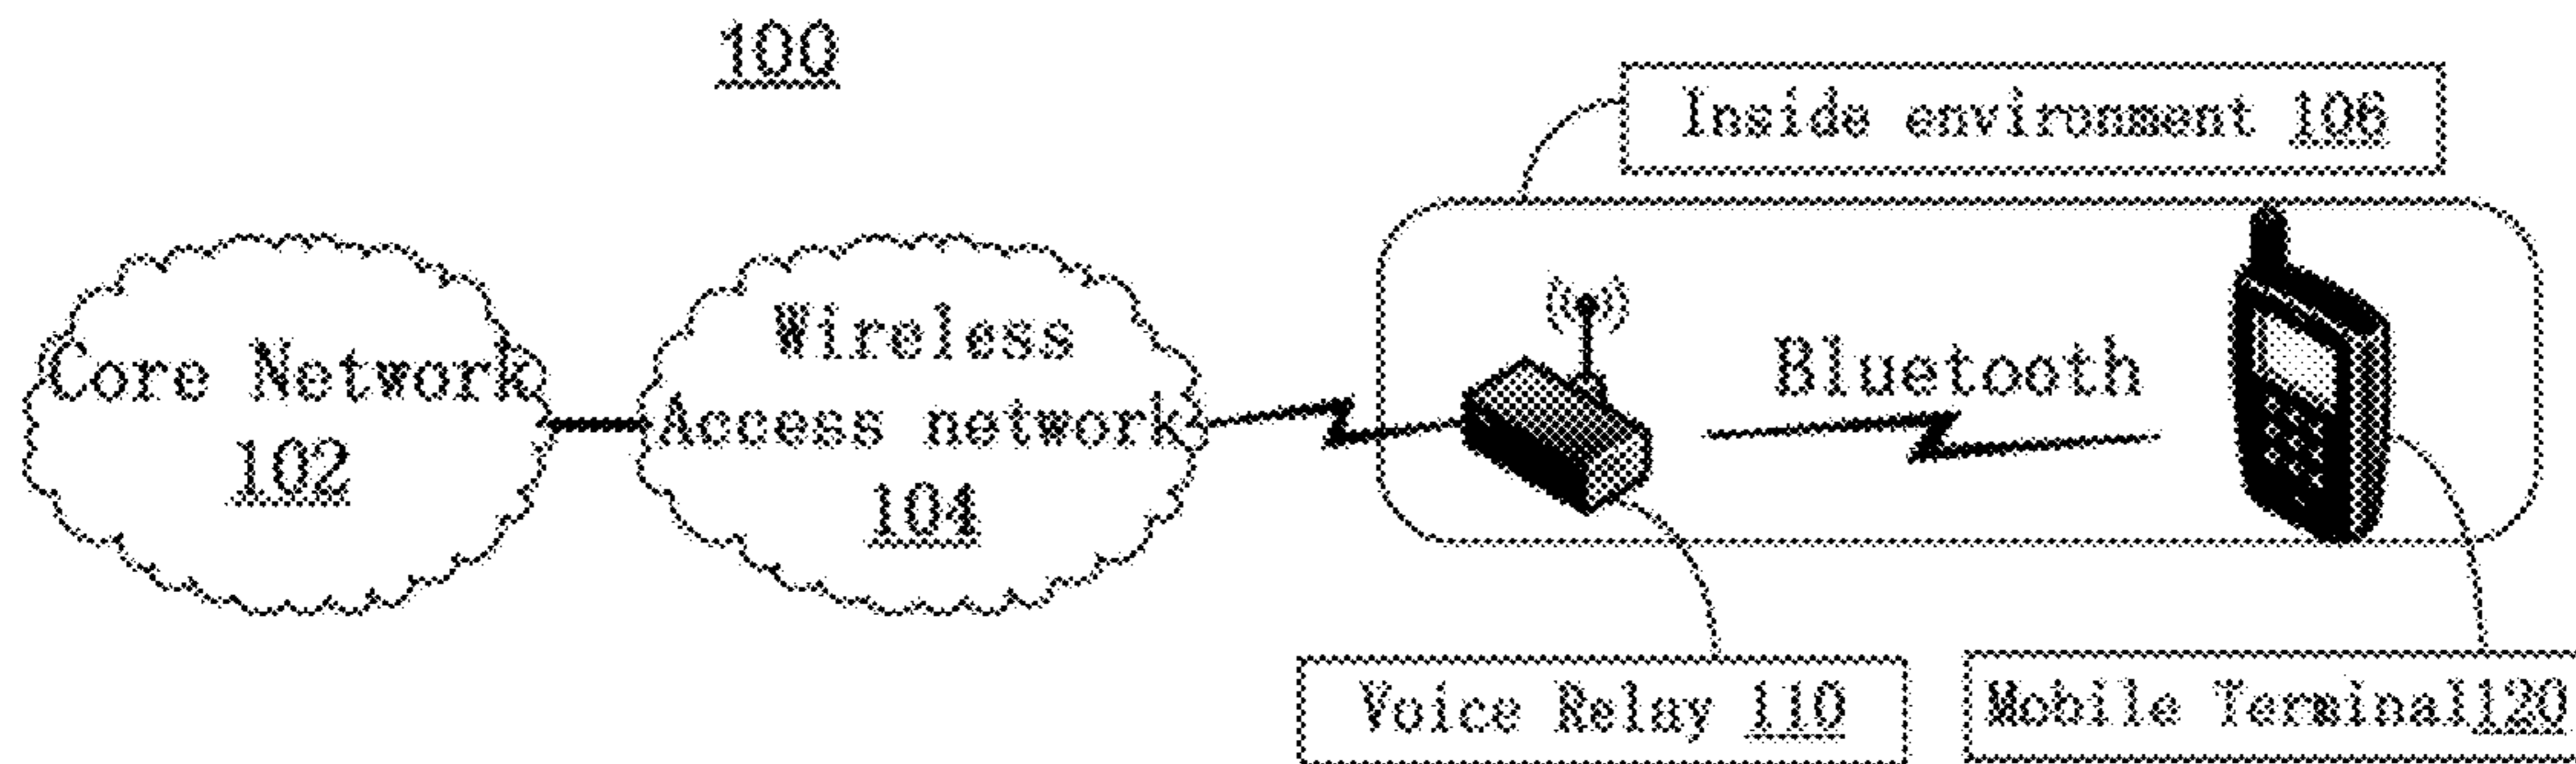 100
Inside environment 106
Core Network
102
Wireless
Access network
104
Bluetooth
Voice Relay 110
Mobile Terminal120